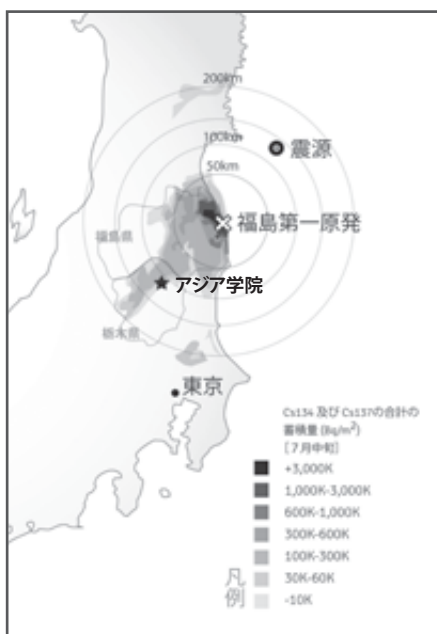 200km
100km
震源
50km
福島第一原発
福島県
アジア学院
栃木県
東京
Cs134 及び Cs137の合計の
蓄積量 (Bq/m²)
[7月中旬]
+3,000K
1,000K-3,000K
600K-1,000K
300K-600K
100K-300K
30K-60K
-10K
凡例